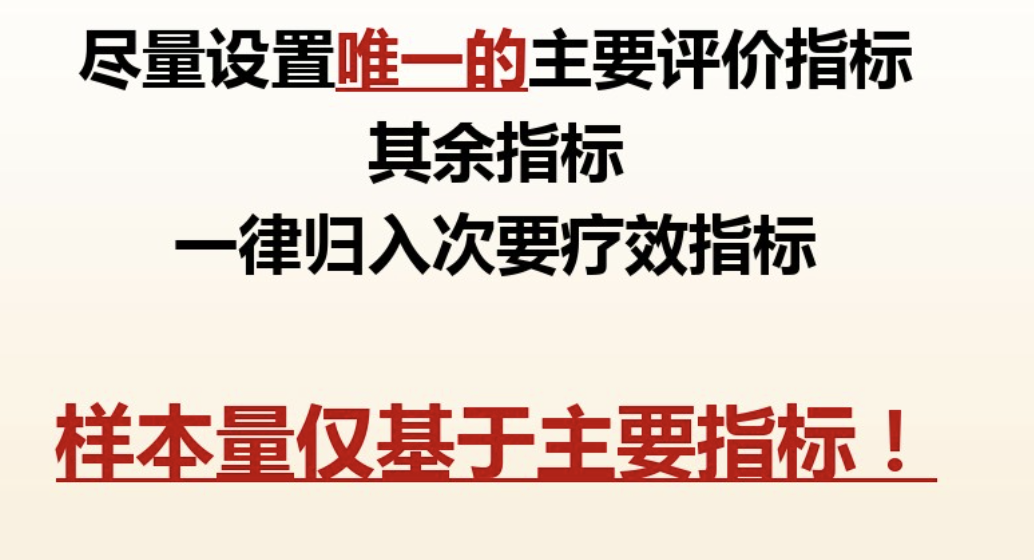 尽量设置唯一的主要评价指标
其余指标
一律归入次要疗效指标
样本量仅基于主要指标！